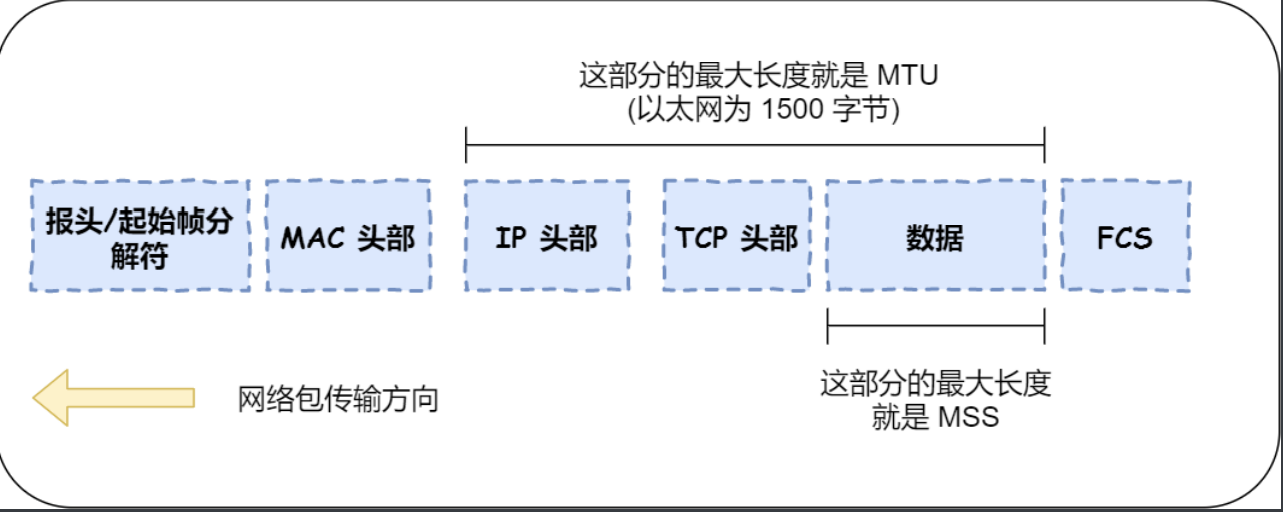 这部分的最大长度就是 MTU
(以太网为 1500 字节)
报头/起始帧分
解符
MAC 头部
IP 头部
TCP 头部
数据
FCS
这部分的最大长度
就是 MSS
网络包传输方向